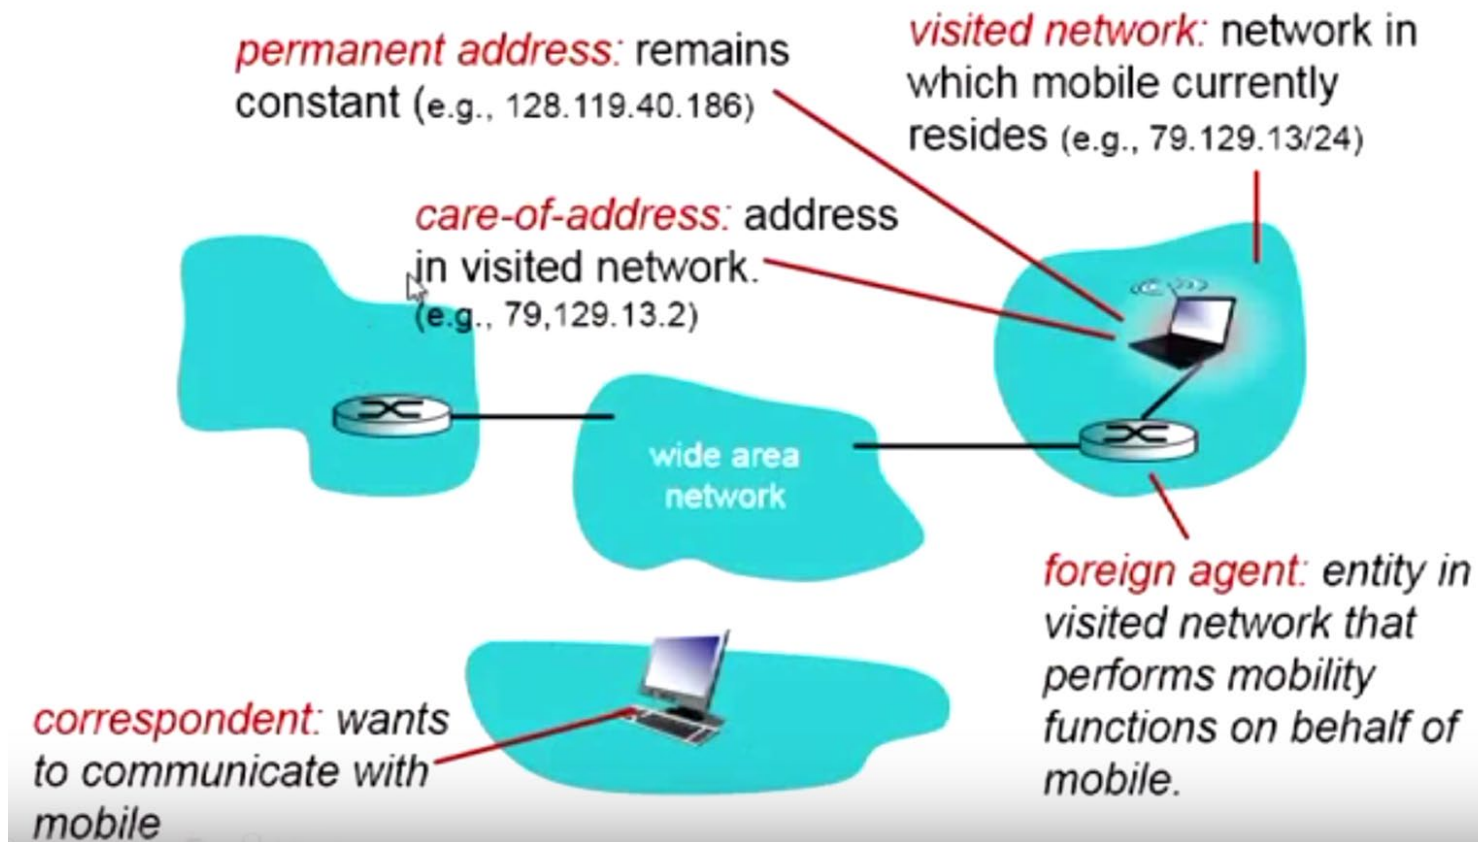 permanent address: remains
constant (e.g., 128.119.40.186)
visited network: network in
which mobile currently
resides (e.g., 79.129.13/24)
care-of-address: address
in visited network.
(e.g., 79,129.13.2)
wide area
network
foreign agent: entity in
visited network that
performs mobility
functions on behalf of
mobile.
correspondent: wants
to communicate with
mobile